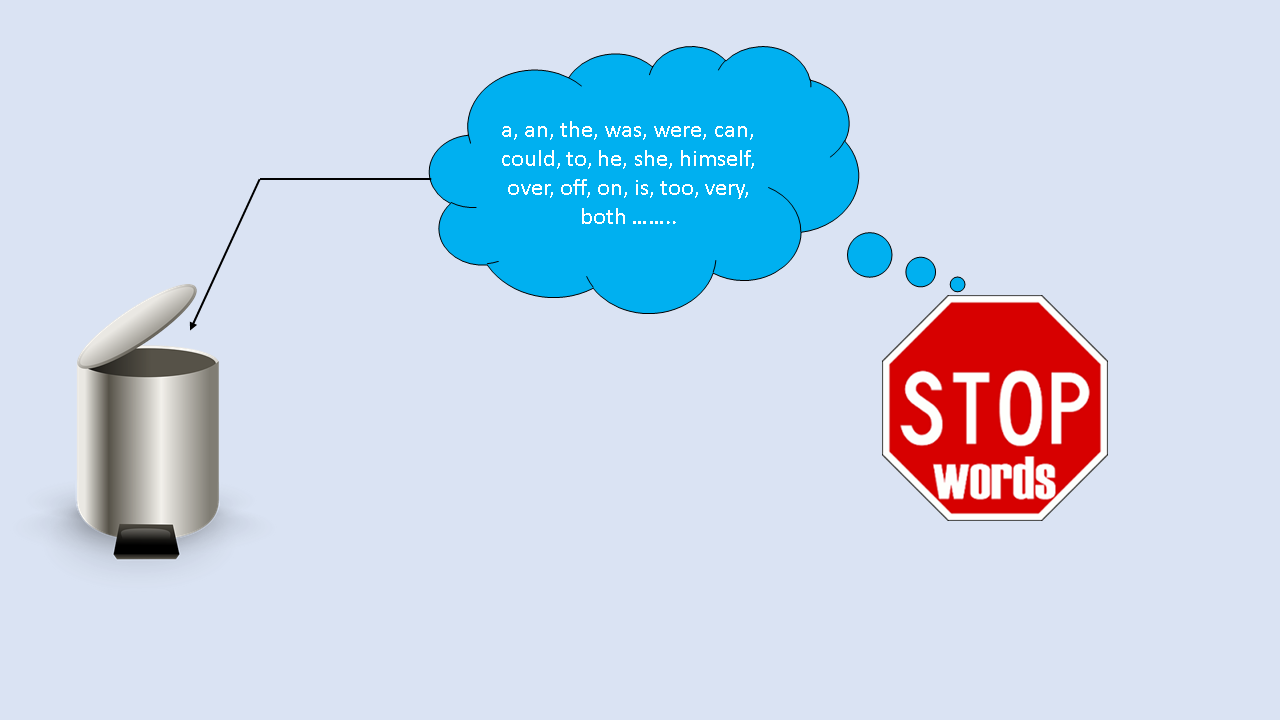 a, an, the, was, were, can,
could, to, he, she, himself,
over, off, on, is, too, very,
both ........
STOP
words